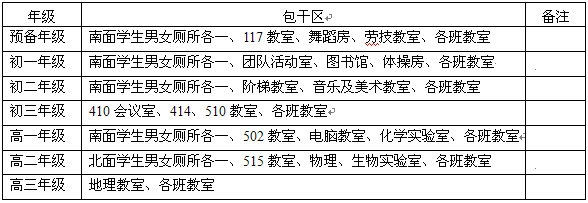 年级 包干区 备注
预备年级 南面学生男女厕所各一、117 教室、舞蹈房、劳技教室、各班教室
初一年级 南面学生男女厕所各一、团队活动室、图书馆、体操房、各班教室
初二年级 南面学生男女厕所各一、阶梯教室、音乐及美术教室、各班教室
初三年级 410 会议室、414、510 教室、各班教室
高一年级 南面学生男女厕所各一、502 教室、电脑教室、化学实验室、各班教室
高二年级 北面学生男女厕所各一、515 教室、物理、生物实验室、各班教室
高三年级 地理教室、各班教室